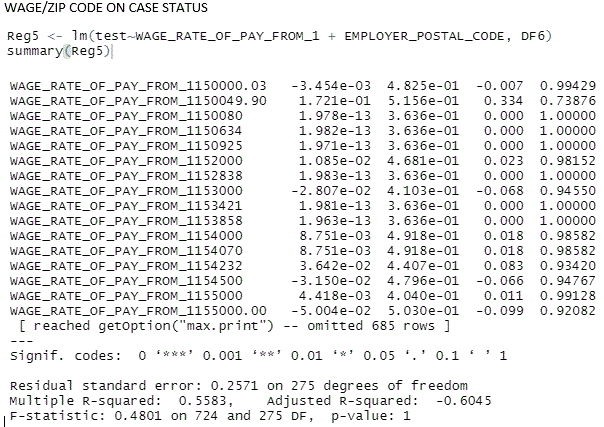 WAGE/ZIP CODE ON CASE STATUS
Reg5 <- lm(test~WAGE_RATE_OF_PAY_FROM_1 + EMPLOYER_POSTAL_CODE, DF6)
summary(Reg5)
WAGE_RATE_OF_PAY_FROM_1150000.03 -3.454e-03 4.825e-01 -0.007 0.99429
WAGE_RATE_OF_PAY_FROM_1150049.90 1.721e-01 5.156e-01 0.334 0.73876
WAGE_RATE_OF_PAY_FROM_1150080 1.978e-13 3.636e-01 0.000 1.00000
WAGE_RATE_OF_PAY_FROM_1150634 1.982e-13 3.636e-01 0.000 1.00000
WAGE_RATE_OF_PAY_FROM_1150925 1.971e-13 3.636e-01 0.000 1.00000
WAGE_RATE_OF_PAY_FROM_1152000 1.085e-02 4.681e-01 0.023 0.98152
WAGE_RATE_OF_PAY_FROM_1152838 1.983e-13 3.636e-01 0.000 1.00000
WAGE_RATE_OF_PAY_FROM_1153000 -2.807e-02 4.103e-01 -0.068 0.94550
WAGE_RATE_OF_PAY_FROM_1153421 1.981e-13 3.636e-01 0.000 1.00000
WAGE_RATE_OF_PAY_FROM_1153858 1.963e-13 3.636e-01 0.000 1.00000
WAGE_RATE_OF_PAY_FROM_1154000 8.751e-03 4.918e-01 0.018 0.98582
WAGE_RATE_OF_PAY_FROM_1154070 8.751e-03 4.918e-01 0.018 0.98582
WAGE_RATE_OF_PAY_FROM_1154232 3.642e-02 4.407e-01 0.083 0.93420
WAGE_RATE_OF_PAY_FROM_1154500 -3.150e-02 4.796e-01 -0.066 0.94767
WAGE_RATE_OF_PAY_FROM_1155000 4.418e-03 4.040e-01 0.011 0.99128
WAGE_RATE_OF_PAY_FROM_1155000.00 -5.004e-02 5.030e-01 -0.099 0.92082
[ reached getOption("max.print") -- omitted 685 rows ]
---
Signif. codes: 0 ‘***’ 0.001 ‘**’ 0.01 ‘*’ 0.05 ‘.’ 0.1 ‘ ’ 1
Residual standard error: 0.2571 on 275 degrees of freedom
Multiple R-squared: 0.5583, Adjusted R-squared: -0.6045
F-statistic: 0.4801 on 724 and 275 DF, p-value: 1